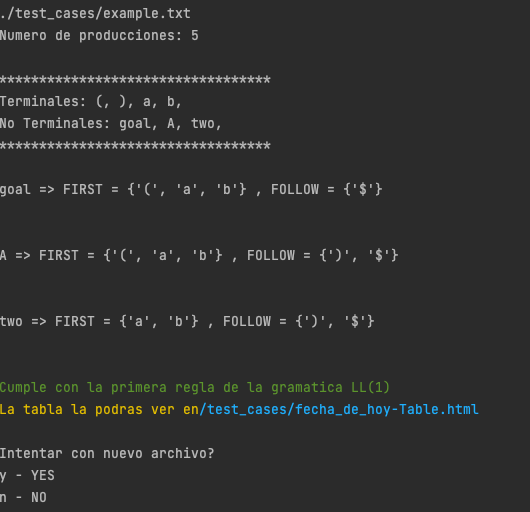 ./test_cases/example.txt
Numero de producciones: 5
**********************************
Terminales: (, ), a, b,
No Terminales: goal, A, two,
**********************************
goal => FIRST = {'(', 'a', 'b'} , FOLLOW = {'$'}
A => FIRST = {'(', 'a', 'b'} , FOLLOW = {')', '$'}
two => FIRST = {'a', 'b'} , FOLLOW = {')', '$'}
Cumple con la primera regla de la gramatica LL(1)
La tabla la podras ver en/test_cases/fecha_de_hoy-Table.html
Intentar con nuevo archivo?
y - YES
n - NO